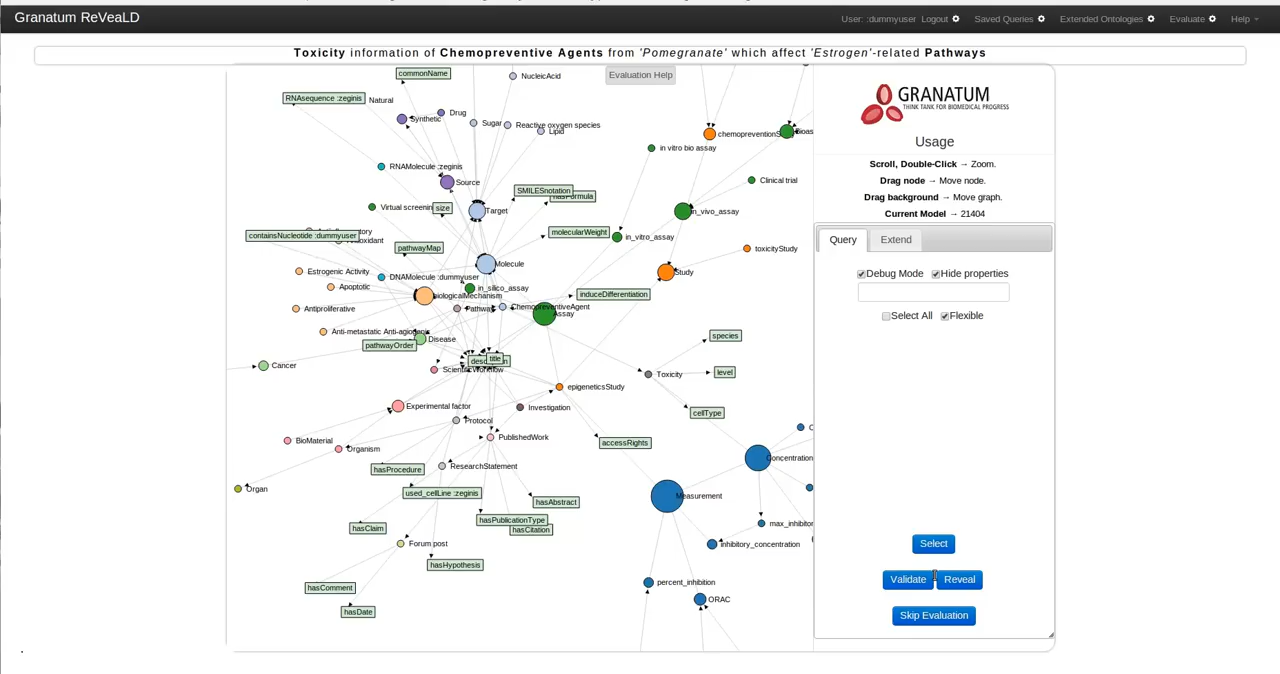 Granatum ReVeaLD
User: :dummyuser Logout
Saved Queries
Extended Ontologies
Evaluate
Help
Toxicity information of Chemopreventive Agents from 'Pomegranate' which affect 'Estrogen'-related Pathways
Evaluation Help
commonName
NucleicAcid
RNAsequence :zeginis
Natural
Synthetic
Drug
Sugar
Reactive oxygen species
Lipid
in vitro bio assay
RNAMolecule :zeginis
Source
Clinical trial
SMILESnotation
Virtual screenin
size
Target
in_vivo_assay
containsNucleotide :dummyuser
molecularWeight
in_vitro_assay
pathwayMap
toxicityStudy
Molecule
Estrogenic Activity
DNAMolecule :dummyuser
Study
Apoptotic
in_silico_assay
induceDifferentiation
Antiproliferative
Pathway
ChemopreventiveAgent
Assay
Anti-metastatic Anti-agiogenic
species
pathwayOrder
Disease
title
Cancer
ScientificWorkflow
Toxicity
level
epigeneticsStudy
Experimental factor
Investigation
cellType
Protocol
BioMaterial
PublishedWork
accessRights
Organism
Concentration
hasProcedure
ResearchStatement
Organ
used_cellLine :zeginis
Measurement
hasAbstract
hasPublicationType
hasClaim
hasCitation
max_inhibitor
Forum post
inhibitory_concentration
hasHypothesis
hasComment
percent_inhibition
hasDate
ORAC
GRANATUM
THINK TANK FOR BIOMEDICAL PROGRESS
Usage
Scroll, Double-Click → Zoom.
Drag node → Move node.
Drag background → Move graph.
Current Model → 21404
Query
Extend
Debug Mode
Hide properties
Select All
Flexible
Select
Validate
Reveal
Skip Evaluation